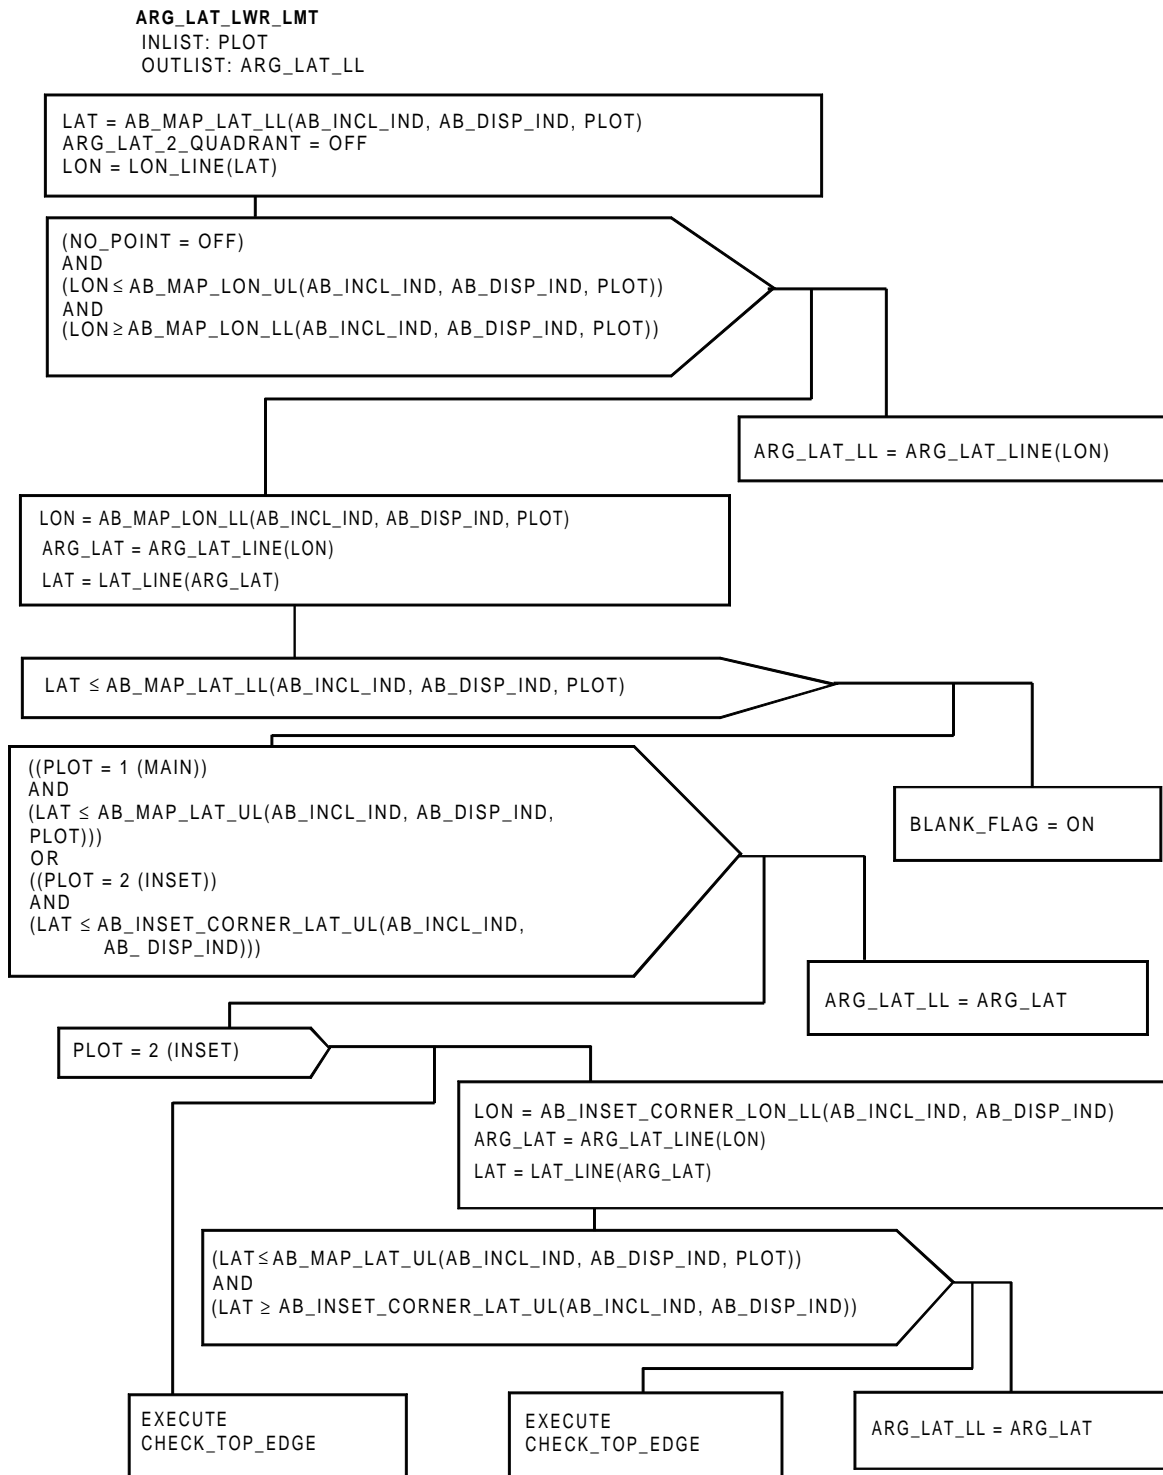 ARG_LAT_LWR_LMT
INLIST: PLOT
OUTLIST: ARG_LAT_LL
LAT = AB_MAP_LAT_LL(AB_INCL_IND, AB_DISP_IND, PLOT)
ARG_LAT_2_QUADRANT = OFF
LON = LON_LINE(LAT)
(NO_POINT = OFF)
AND
(LON ≤ AB_MAP_LON_UL(AB_INCL_IND, AB_DISP_IND, PLOT))
AND
(LON ≥ AB_MAP_LON_LL(AB_INCL_IND, AB_DISP_IND, PLOT))
ARG_LAT_LL = ARG_LAT_LINE(LON)
LON = AB_MAP_LON_LL(AB_INCL_IND, AB_DISP_IND, PLOT)
ARG_LAT = ARG_LAT_LINE(LON)
LAT = LAT_LINE(ARG_LAT)
LAT ≤ AB_MAP_LAT_LL(AB_INCL_IND, AB_DISP_IND, PLOT)
BLANK_FLAG = ON
((PLOT = 1 (MAIN))
AND
(LAT ≤ AB_MAP_LAT_UL(AB_INCL_IND, AB_DISP_IND,
PLOT)))
OR
((PLOT = 2 (INSET))
AND
(LAT ≤ AB_INSET_CORNER_LAT_UL(AB_INCL_IND,
AB_ DISP_IND)))
ARG_LAT_LL = ARG_LAT
PLOT = 2 (INSET)
LON = AB_INSET_CORNER_LON_LL(AB_INCL_IND, AB_DISP_IND)
ARG_LAT = ARG_LAT_LINE(LON)
LAT = LAT_LINE(ARG_LAT)
(LAT ≤ AB_MAP_LAT_UL(AB_INCL_IND, AB_DISP_IND, PLOT))
AND
(LAT ≥ AB_INSET_CORNER_LAT_UL(AB_INCL_IND, AB_DISP_IND))
EXECUTE
CHECK_TOP_EDGE
EXECUTE
CHECK_TOP_EDGE
ARG_LAT_LL = ARG_LAT